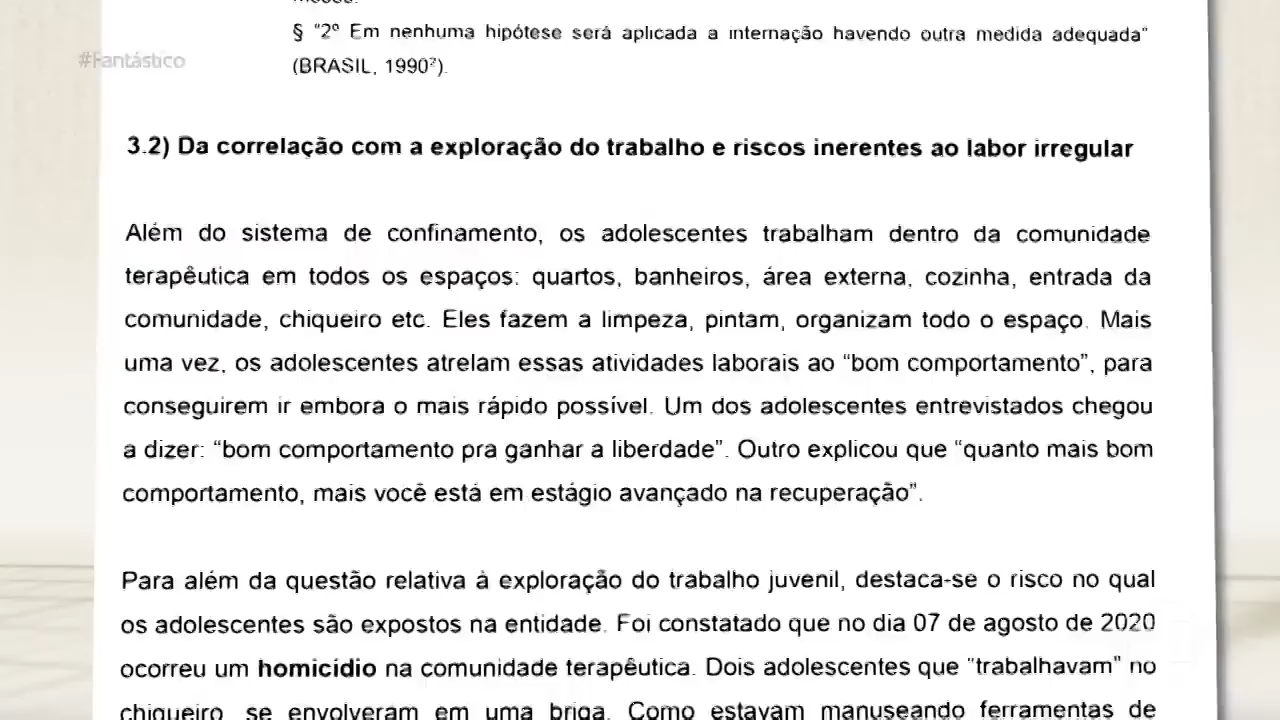 § "2º Em nenhuma hipótese será aplicada a internação havendo outra medida adequada"
#Fantástico
(BRASIL, 1990²).
3.2) Da correlação com a exploração do trabalho e riscos inerentes ao labor irregular
Além do sistema de confinamento, os adolescentes trabalham dentro da comunidade
terapêutica em todos os espaços: quartos, banheiros, área externa, cozinha, entrada da
comunidade, chiqueiro etc. Eles fazem a limpeza, pintam, organizam todo o espaço. Mais
uma vez, os adolescentes atrelam essas atividades laborais ao “bom comportamento”, para
conseguirem ir embora o mais rápido possível. Um dos adolescentes entrevistados chegou
a dizer: “bom comportamento pra ganhar a liberdade”. Outro explicou que “quanto mais bom
comportamento, mais você está em estágio avançado na recuperação”.
Para além da questão relativa à exploração do trabalho juvenil, destaca-se o risco no qual
os adolescentes são expostos na entidade. Foi constatado que no dia 07 de agosto de 2020
ocorreu um homicídio na comunidade terapêutica. Dois adolescentes que “trabalhavam” no
chiqueiro, se envolveram em uma briga. Como estavam manuseando ferramentas de